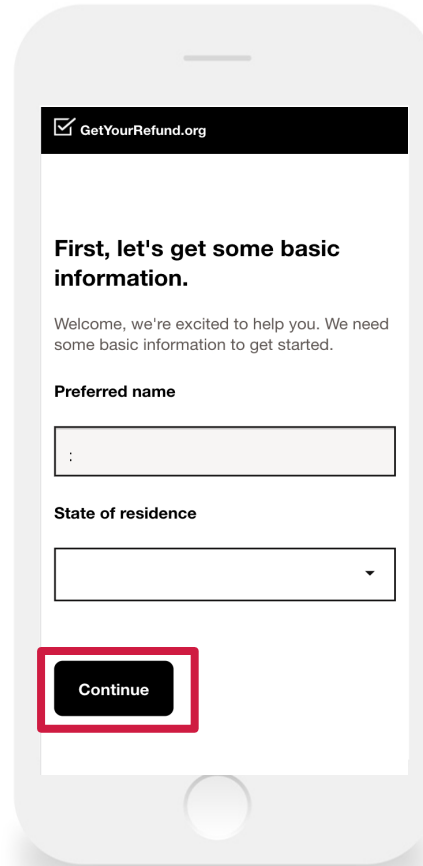 GetYourRefund.org
First, let's get some basic
information.
Welcome, we're excited to help you. We need
some basic information to get started.
Preferred name
:
State of residence
Continue